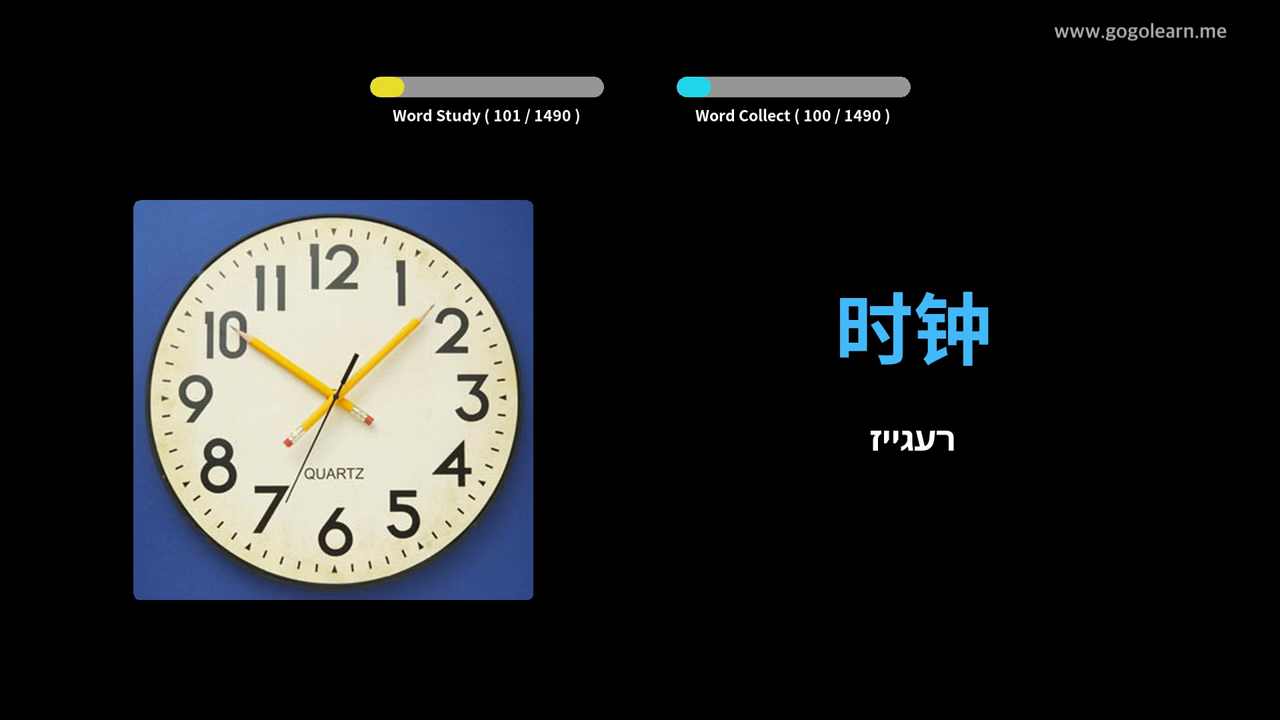 www.gogolearn.me
Word Study ( 101 / 1490 )
Word Collect ( 100 / 1490 )
12
11
1
10
2
9
3
8
4
QUARTZ
7
5
6
时钟
רעגייז